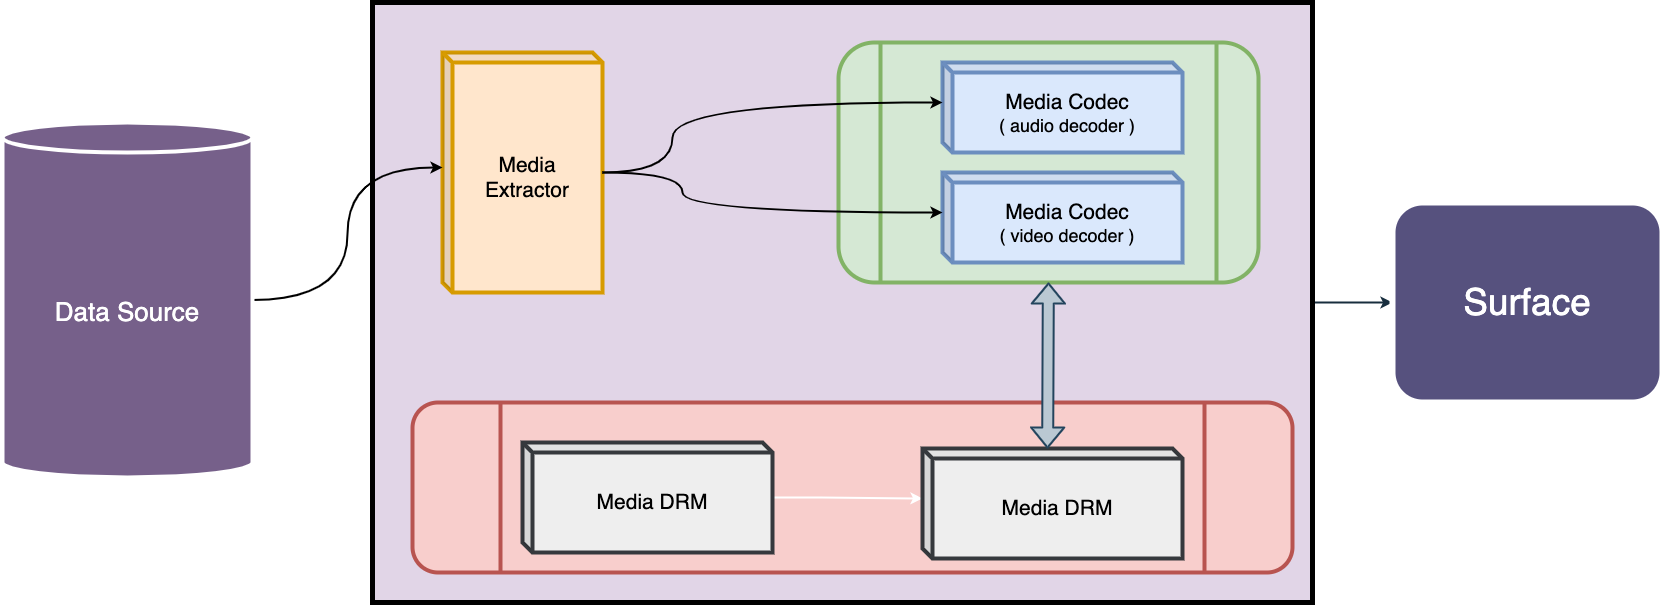 Data Source
Media
Extractor
Media Codec
( audio decoder )
Media Codec
( video decoder )
Media DRM
Media DRM
Surface